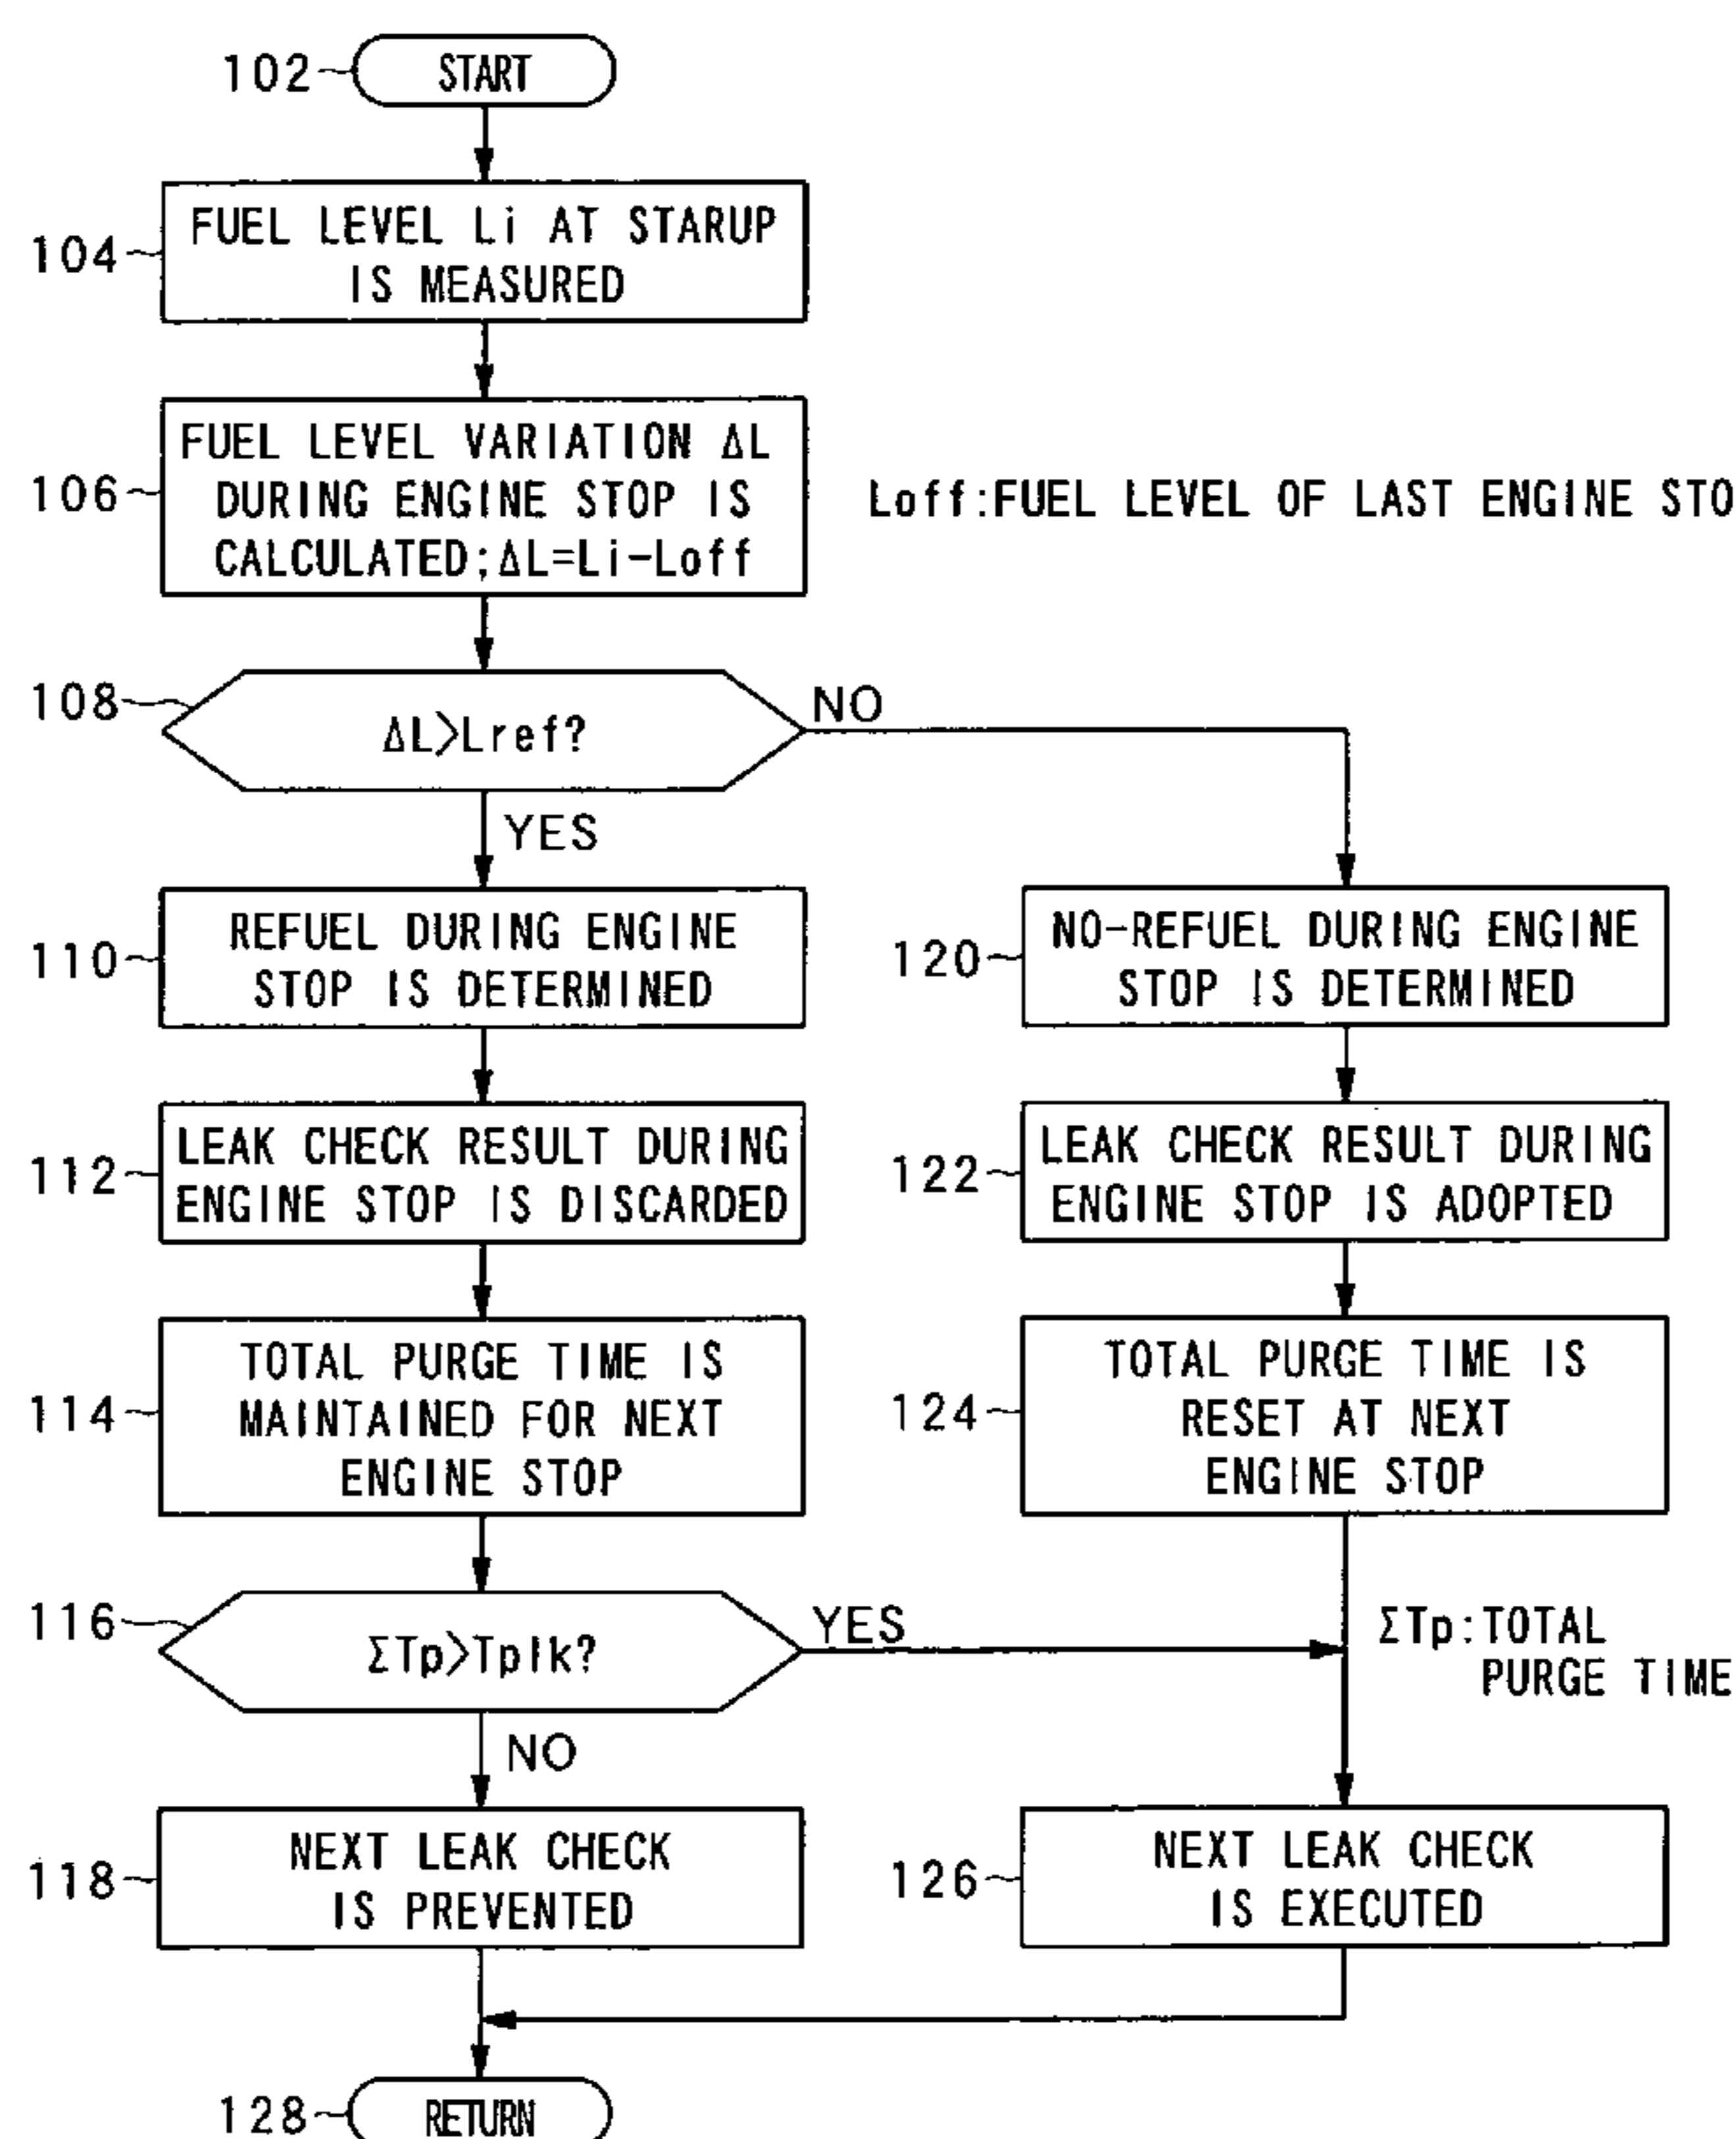 102
START
104
FUEL LEVEL Li AT STARUP
IS MEASURED
106
FUEL LEVEL VARIATION ΔL
DURING ENGINE STOP IS
CALCULATED;ΔL=Li-Loff
Loff:FUEL LEVEL OF LAST ENGINE STO
108
ΔL>Lref?
NO
YES
110
REFUEL DURING ENGINE
STOP IS DETERMINED
120
NO-REFUEL DURING ENGINE
STOP IS DETERMINED
112
LEAK CHECK RESULT DURING
ENGINE STOP IS DISCARDED
122
LEAK CHECK RESULT DURING
ENGINE STOP IS ADOPTED
114
TOTAL PURGE TIME IS
MAINTAINED FOR NEXT
ENGINE STOP
124
TOTAL PURGE TIME IS
RESET AT NEXT
ENGINE STOP
116
ΣTp>Tplk?
YES
NO
ΣTp:TOTAL
PURGE TIME
118
NEXT LEAK CHECK
IS PREVENTED
126
NEXT LEAK CHECK
IS EXECUTED
128
RETURN